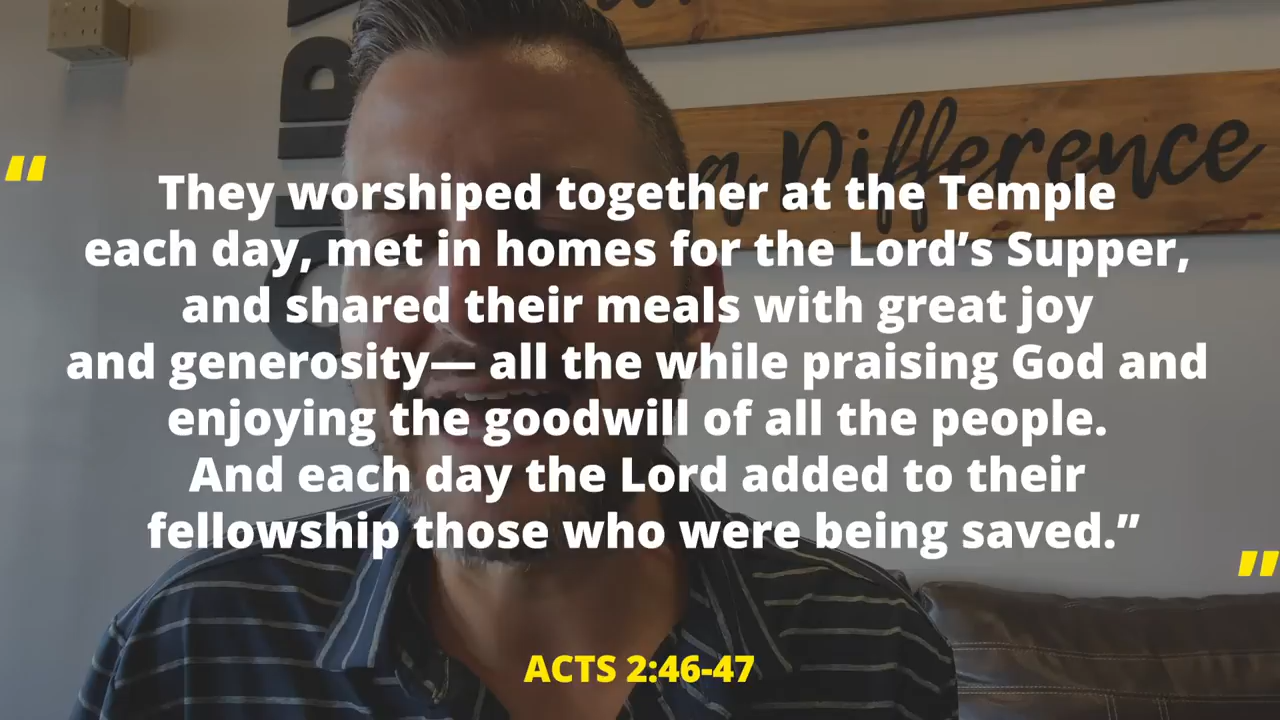 a Difference
“
They worshiped together at the Temple
each day, met in homes for the Lord’s Supper,
and shared their meals with great joy
and generosity— all the while praising God and
enjoying the goodwill of all the people.
And each day the Lord added to their
fellowship those who were being saved.”
”
ACTS 2:46-47